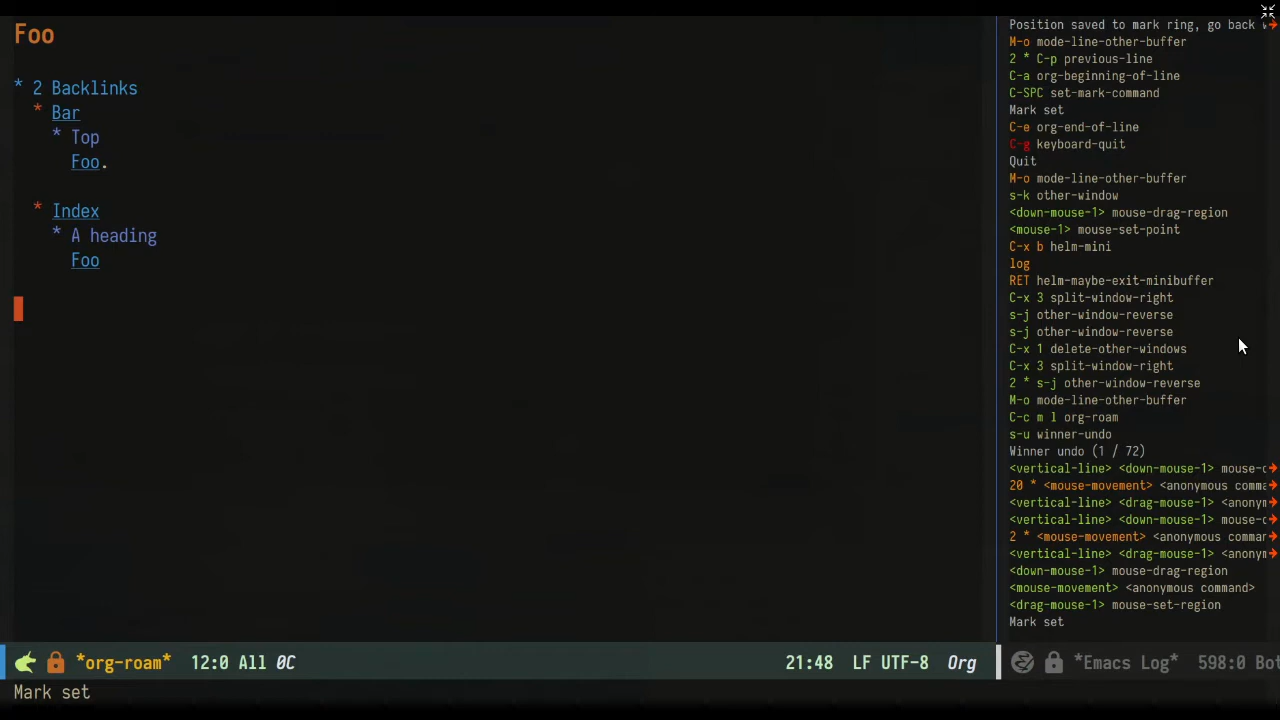 Foo
* 2 Backlinks
* Bar
* Top
Foo.
* Index
* A heading
Foo
*org-roam* 12:0 All 0C 21:48 LF UTF-8 Org
Mark set
Position saved to mark ring, go back
M-o mode-line-other-buffer
2 * C-p previous-line
C-a org-beginning-of-line
C-SPC set-mark-command
Mark set
C-e org-end-of-line
C-g keyboard-quit
Quit
M-o mode-line-other-buffer
s-k other-window
<down-mouse-1> mouse-drag-region
<mouse-1> mouse-set-point
C-x b helm-mini
log
RET helm-maybe-exit-minibuffer
C-x 3 split-window-right
s-j other-window-reverse
s-j other-window-reverse
C-x 1 delete-other-windows
C-x 3 split-window-right
2 * s-j other-window-reverse
M-o mode-line-other-buffer
C-c m l org-roam
s-u winner-undo
Winner undo (1 / 72)
<vertical-line> <down-mouse-1> mouse-
20 * <mouse-movement> <anonymous comma
<vertical-line> <drag-mouse-1> <anonym
<vertical-line> <down-mouse-1> mouse-
2 * <mouse-movement> <anonymous comman
<vertical-line> <drag-mouse-1> <anonym
<down-mouse-1> mouse-drag-region
<mouse-movement> <anonymous command>
<drag-mouse-1> mouse-set-region
Mark set
*Emacs Log* 598:0 Bot